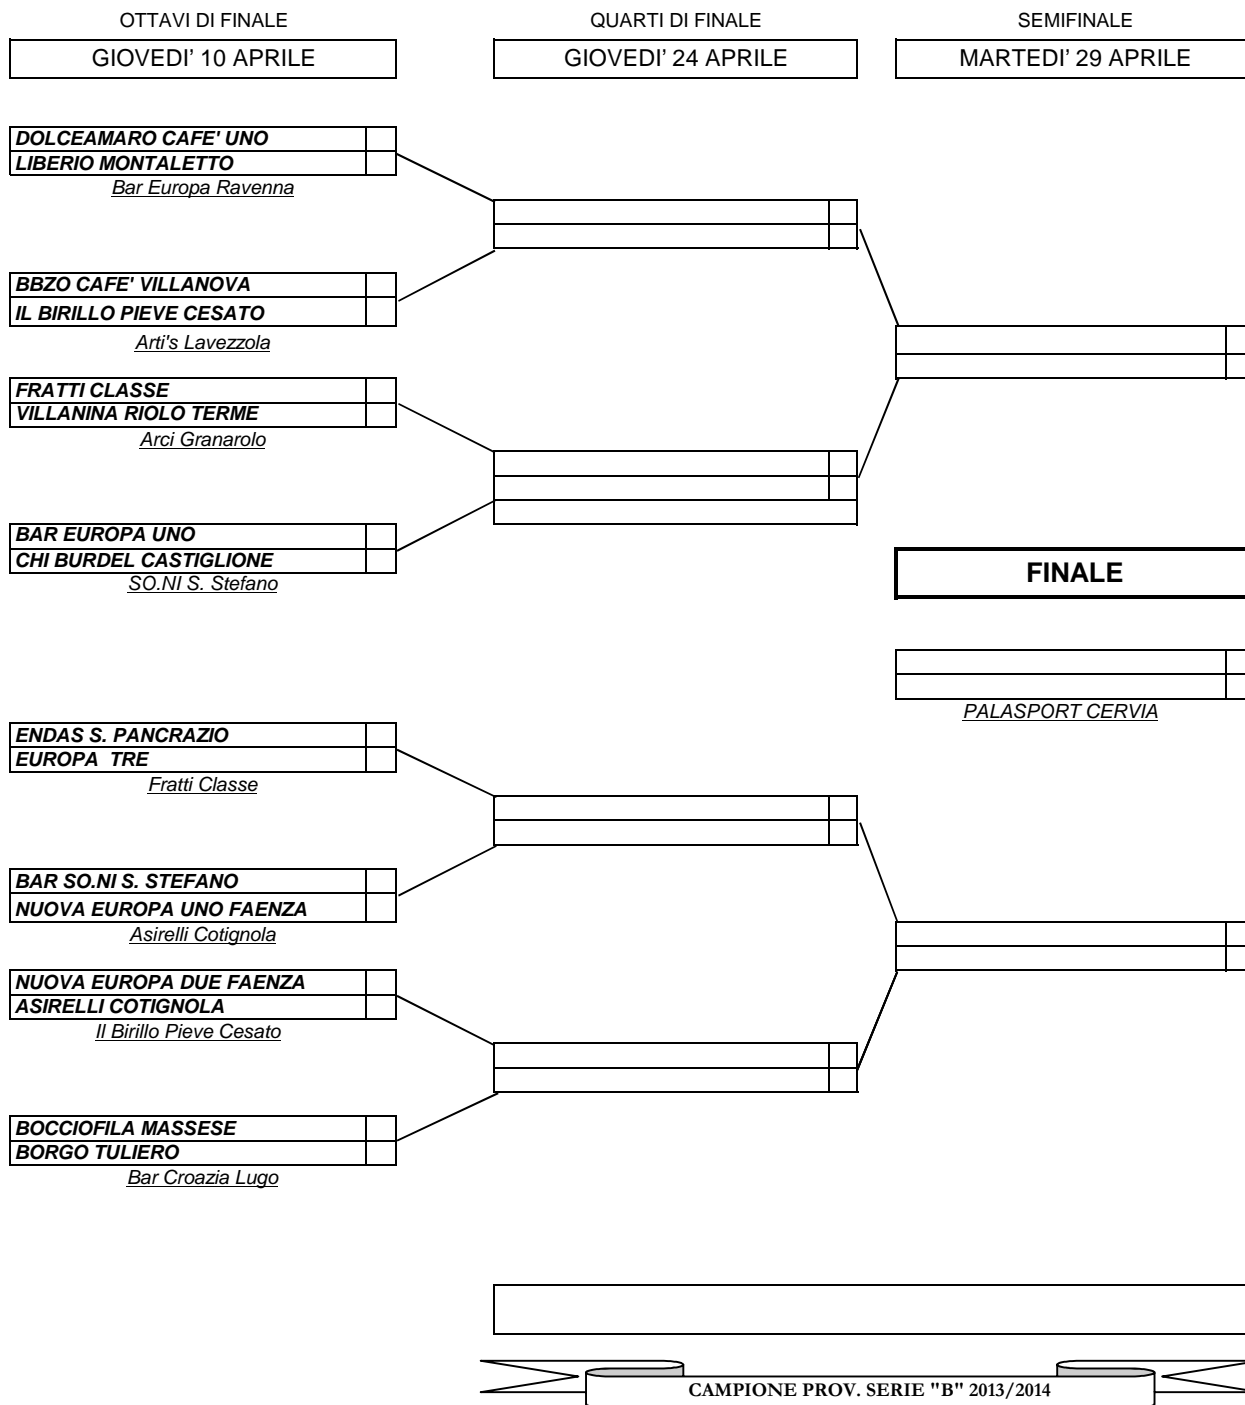 OTTAVI DI FINALE
QUARTI DI FINALE
SEMIFINALE
GIOVEDI' 10 APRILE
GIOVEDI' 24 APRILE
MARTEDI' 29 APRILE
DOLCEAMARO CAFE' UNO
LIBERIO MONTALETTO
Bar Europa Ravenna
BBZO CAFE' VILLANOVA
IL BIRILLO PIEVE CESATO
Arti's Lavezzola
FRATTI CLASSE
VILLANINA RIOLO TERME
Arci Granarolo
BAR EUROPA UNO
CHI BURDEL CASTIGLIONE
SO.NI S. Stefano
FINALE
PALASPORT CERVIA
ENDAS S. PANCRAZIO
EUROPA  TRE
Fratti Classe
BAR SO.NI S. STEFANO
NUOVA EUROPA UNO FAENZA
Asirelli Cotignola
NUOVA EUROPA DUE FAENZA
ASIRELLI COTIGNOLA
Il Birillo Pieve Cesato
BOCCIOFILA MASSESE
BORGO TULIERO
Bar Croazia Lugo
CAMPIONE PROV. SERIE "B" 2013/2014